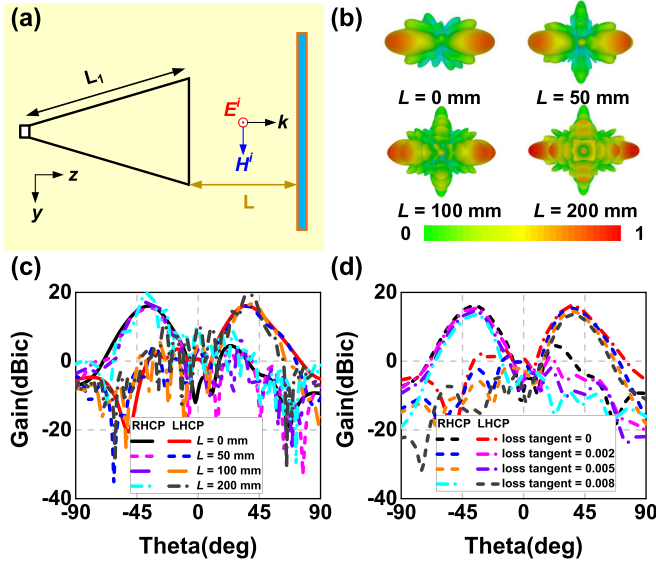 (a)
L₁
Eⁱ
k
Hⁱ
z
y
L
(b)
L = 0 mm
L = 50 mm
L = 100 mm
L = 200 mm
0
1
(c)
Gain(dBic)
20
0
-20
-40
RHCP LHCP
L = 0 mm
L = 50 mm
L = 100 mm
L = 200 mm
-90 -45 0 45 90
Theta(deg)
(d)
Gain(dBic)
20
0
-20
-40
RHCP LHCP
loss tangent = 0
loss tangent = 0.002
loss tangent = 0.005
loss tangent = 0.008
-90 -45 0 45 90
Theta(deg)